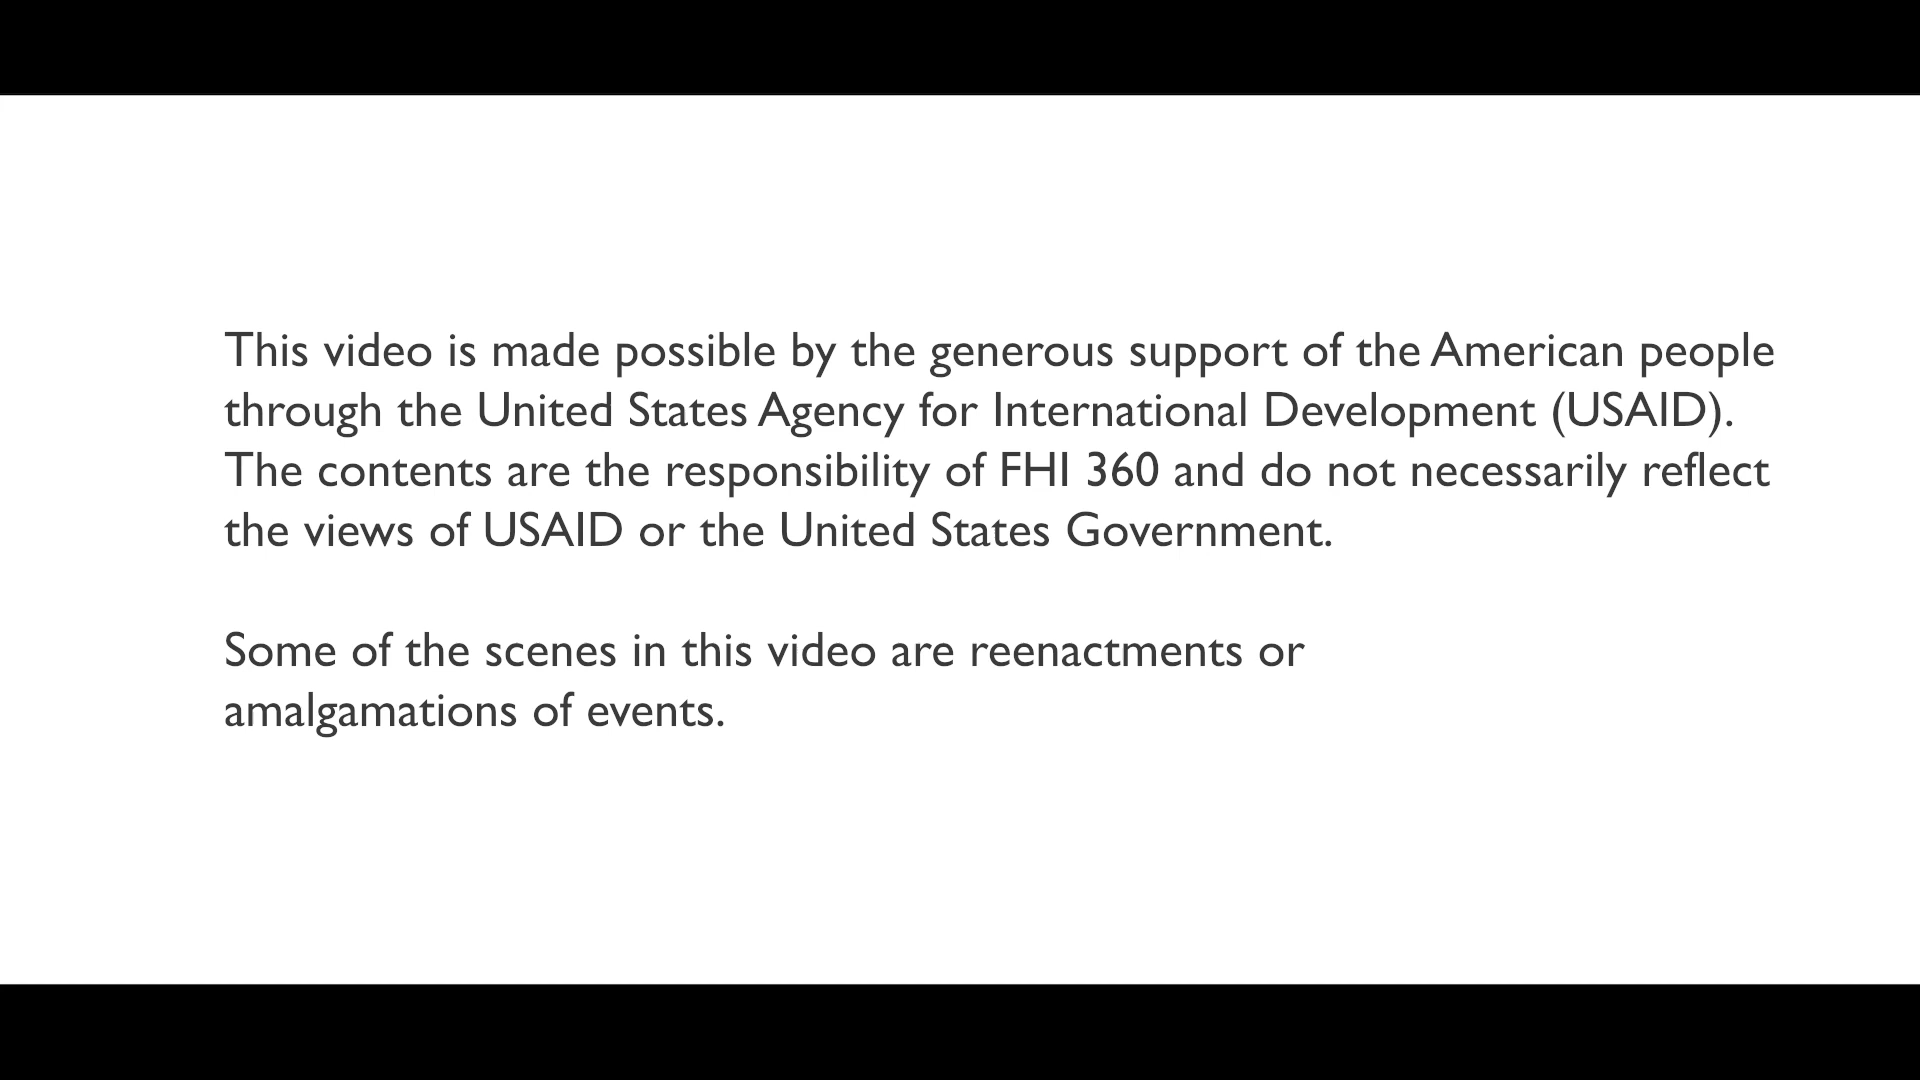 This video is made possible by the generous support of the American people
through the United States Agency for International Development (USAID).
The contents are the responsibility of FHI 360 and do not necessarily reflect
the views of USAID or the United States Government.
Some of the scenes in this video are reenactments or
amalgamations of events.